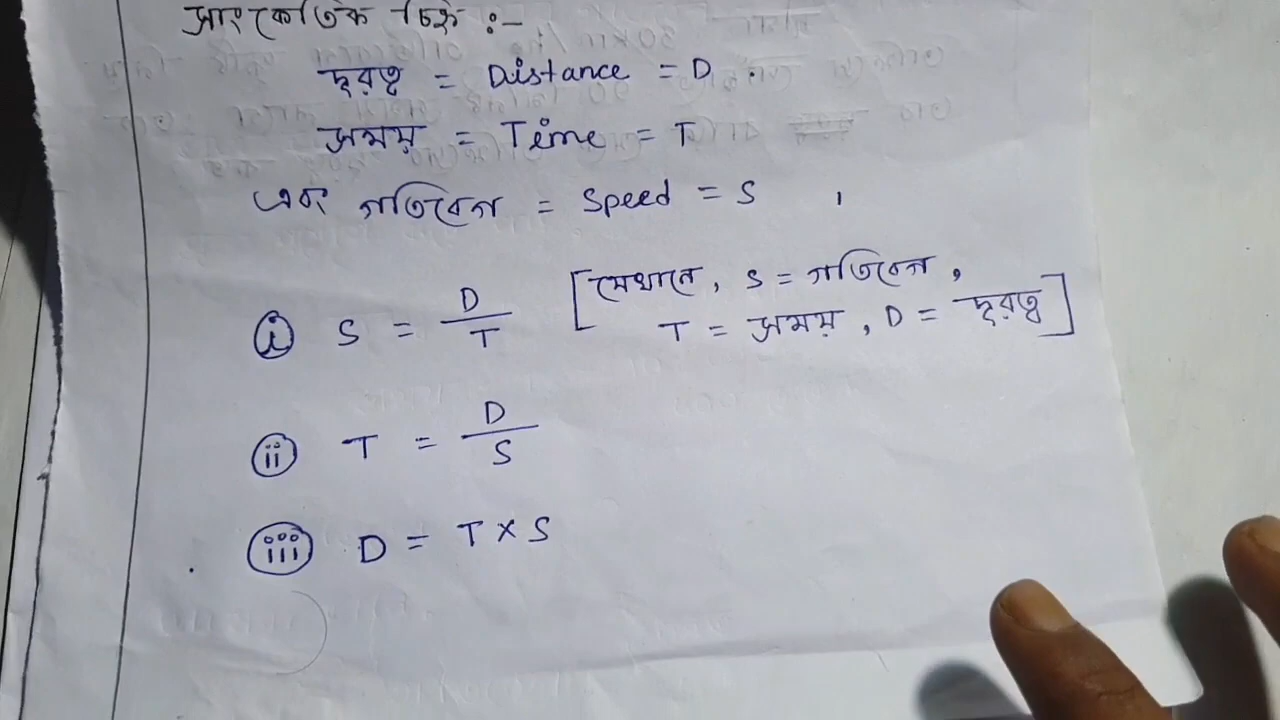 সাংকেতিক চিহ্ন :-
দূরত্ব = Distance = D .
সময় = Time = T
এবং গতিবেগ = Speed = S ,
(i) S = D/T [যেখানে, S = গতিবেগ,
T = সময়, D = দূরত্ব]
(ii) T = D/S
(iii) D = T × S